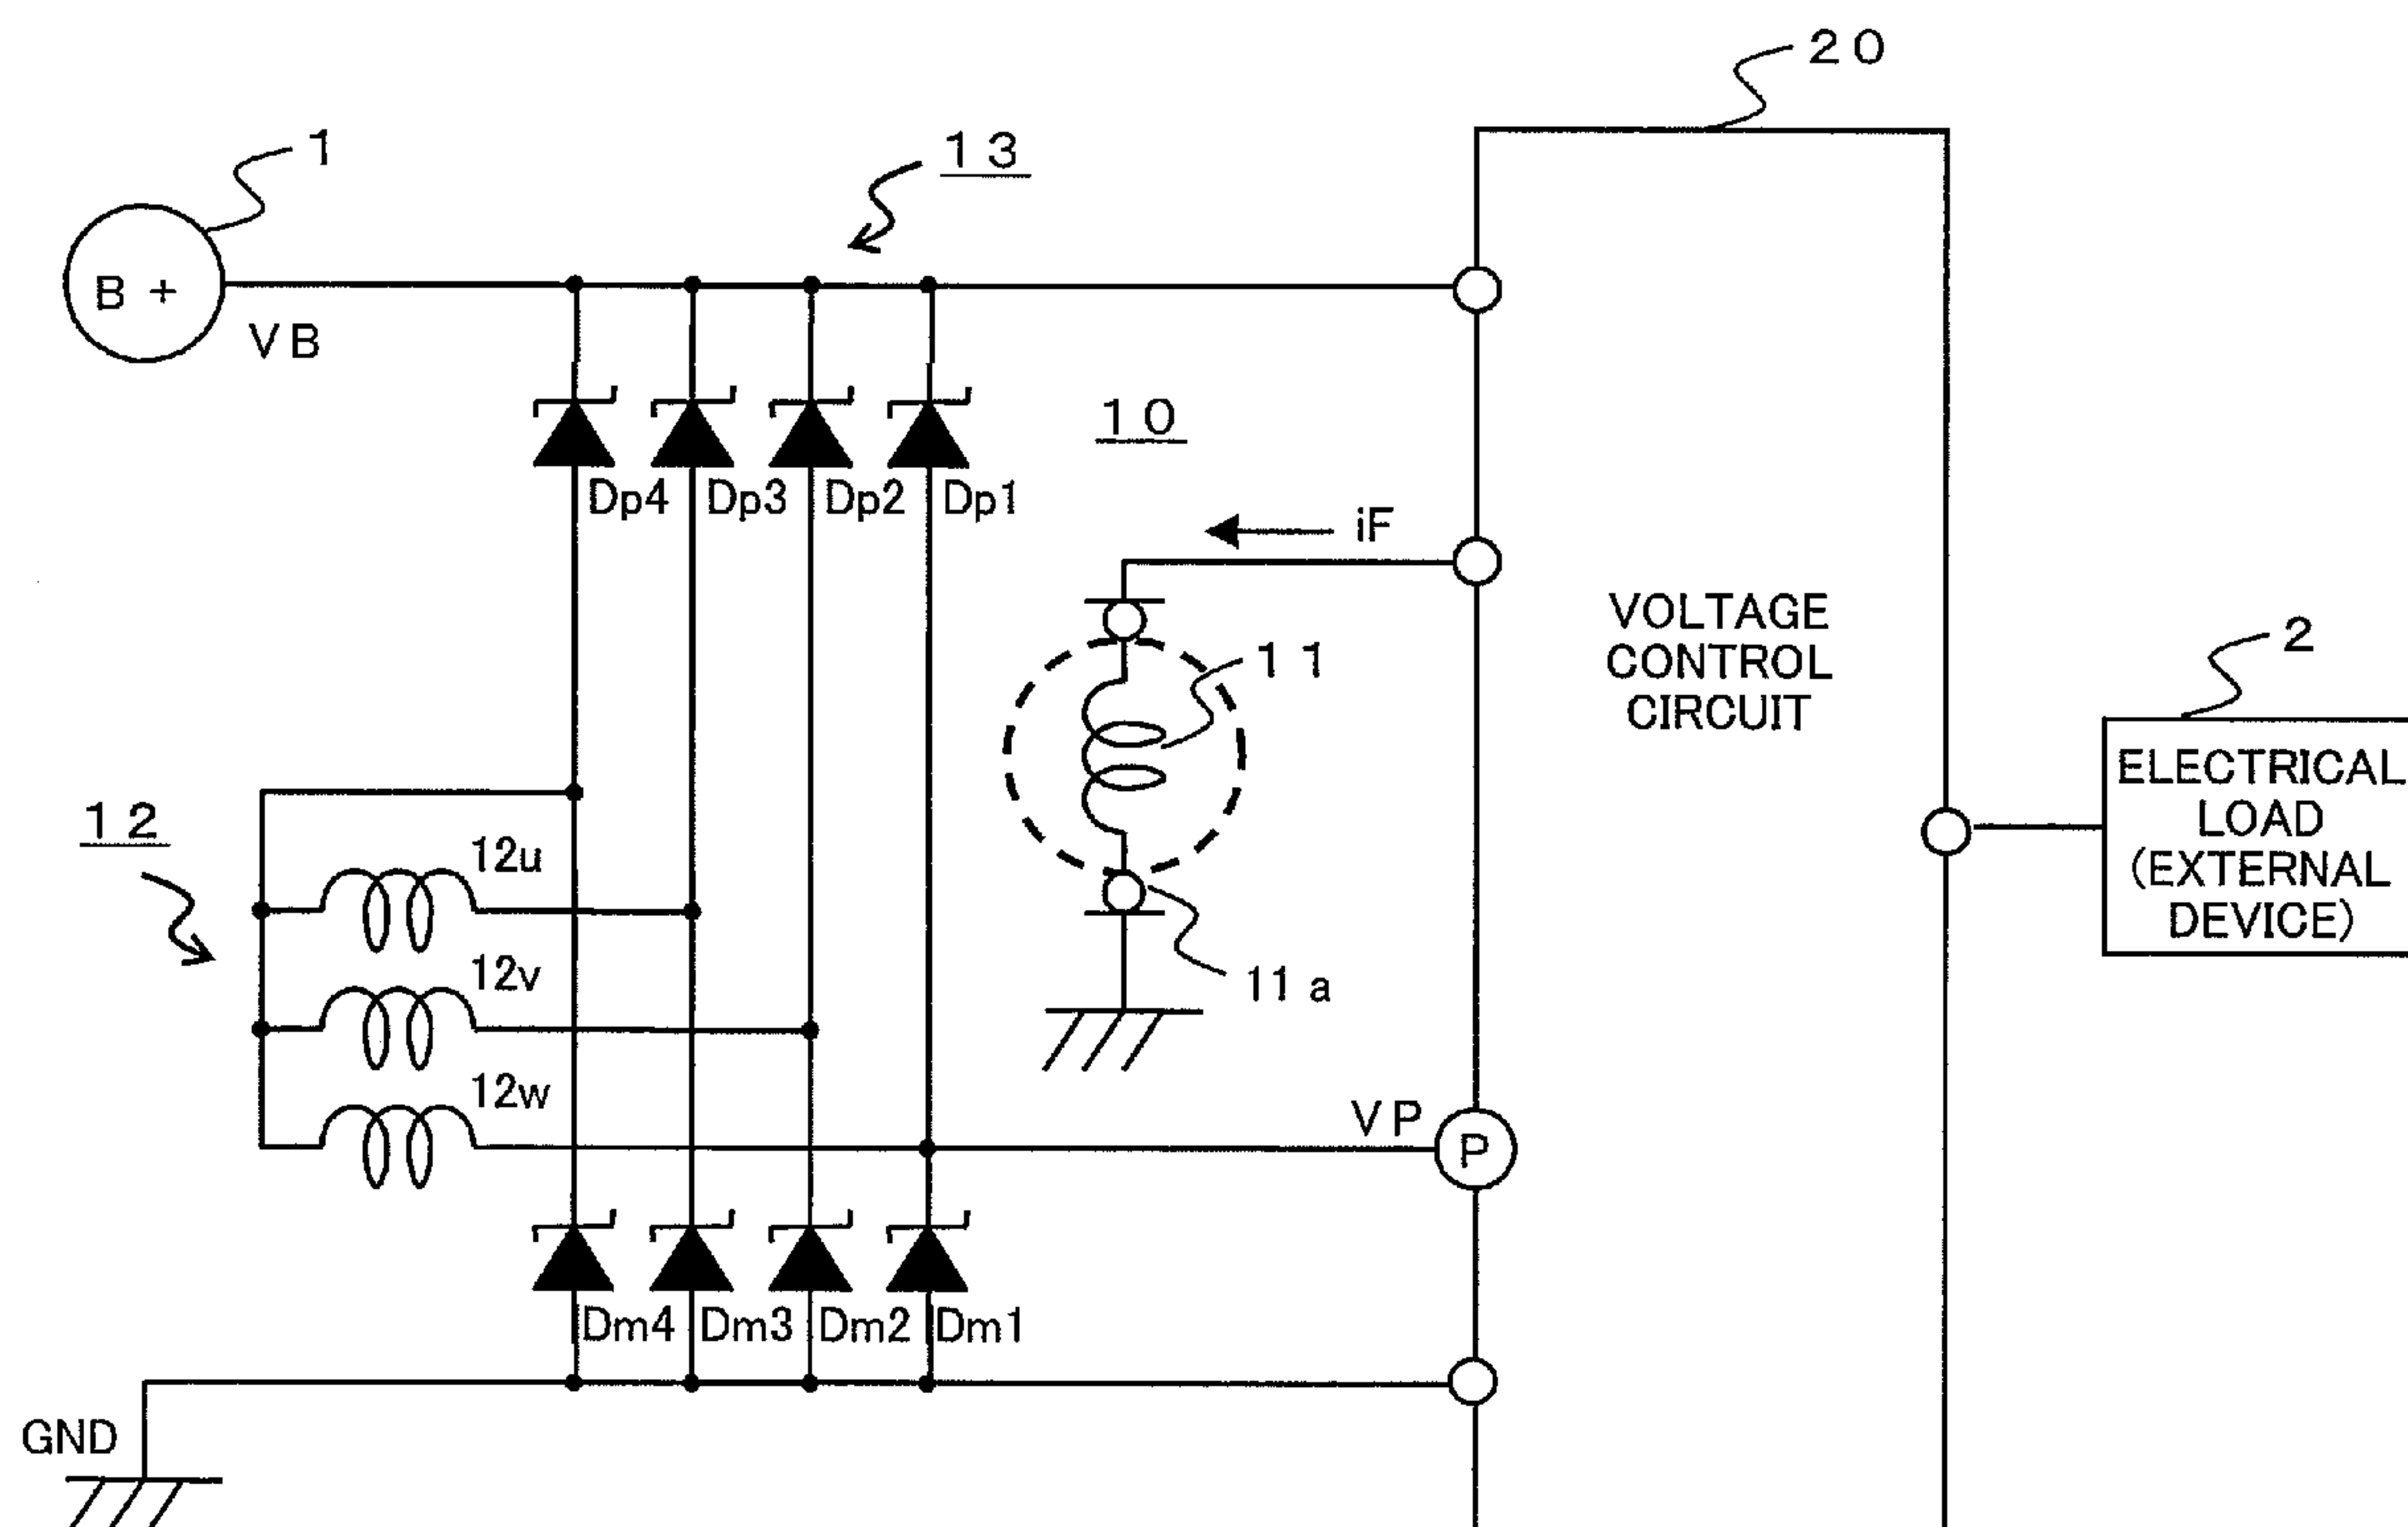 20
1
13
B +
VB
10
Dp4
Dp3
Dp2
Dp1
iF
VOLTAGE
CONTROL
CIRCUIT
11
2
ELECTRICAL
LOAD
(EXTERNAL
DEVICE)
12
12u
12v
11a
12w
VP
P
Dm4
Dm3
Dm2
Dm1
GND